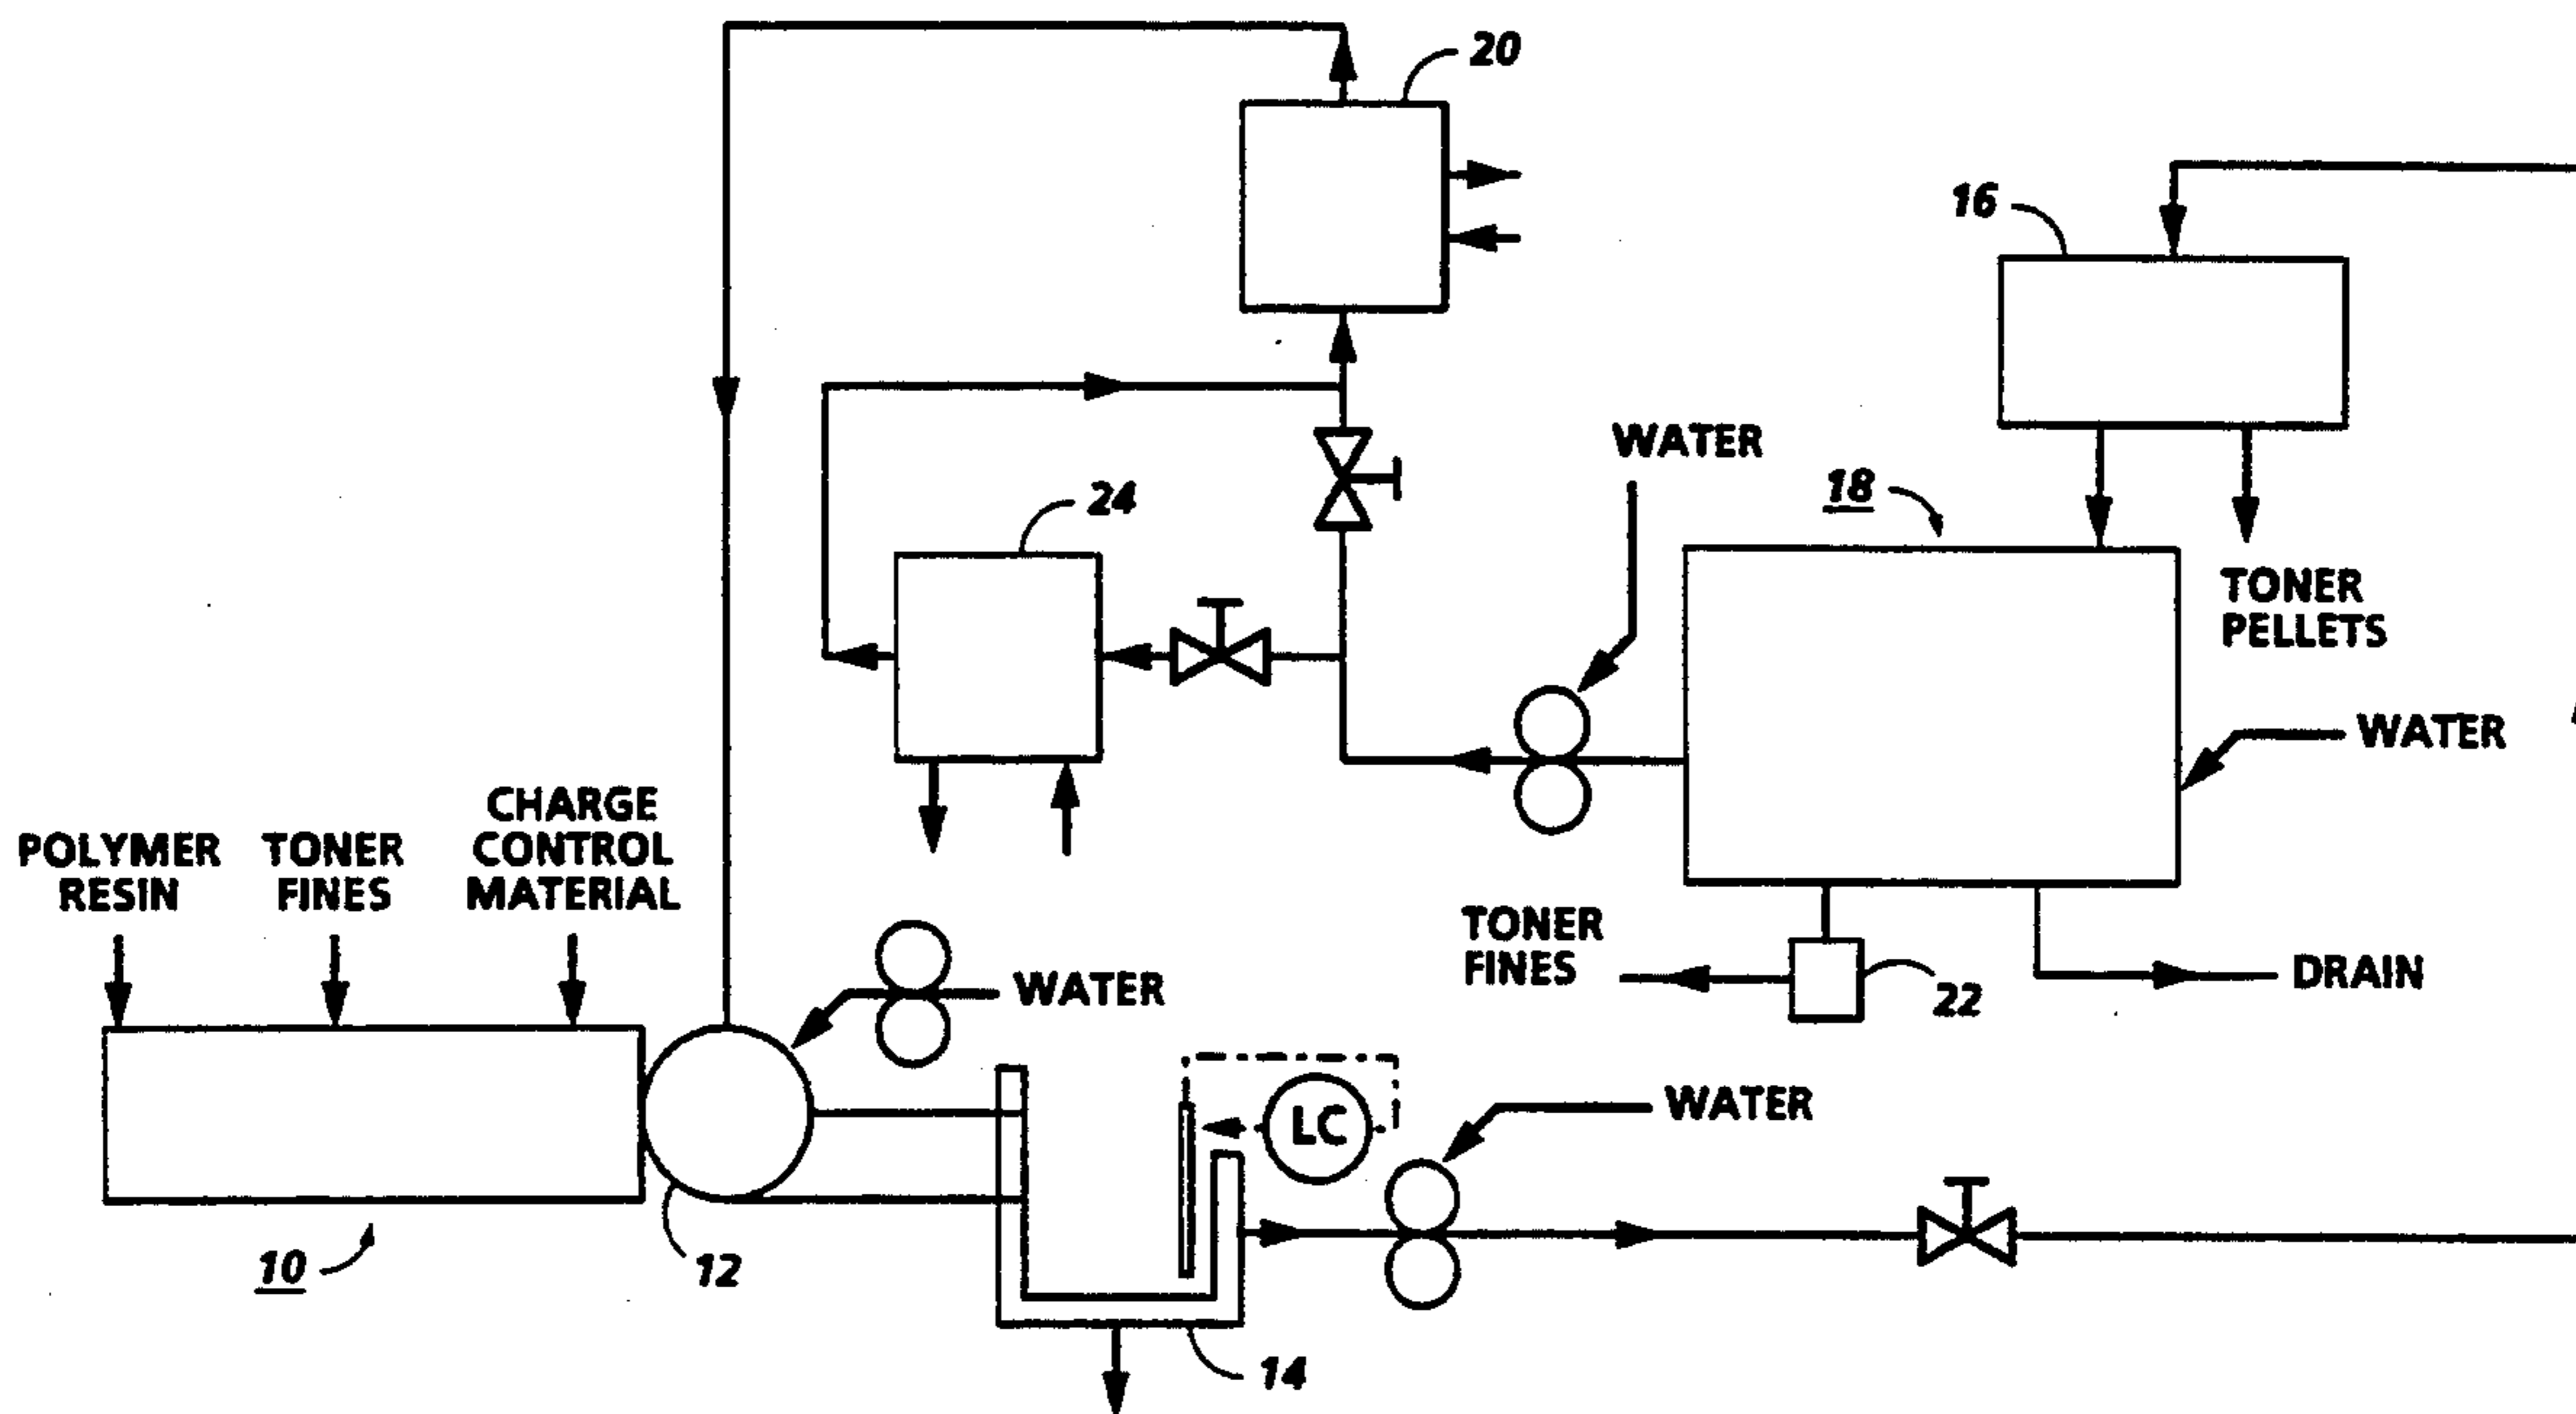 20
16
WATER
24
18
TONER
PELLETS
WATER
CHARGE
CONTROL
MATERIAL
POLYMER
RESIN
TONER
FINES
TONER
FINES
WATER
22
DRAIN
LC
WATER
10
12
14